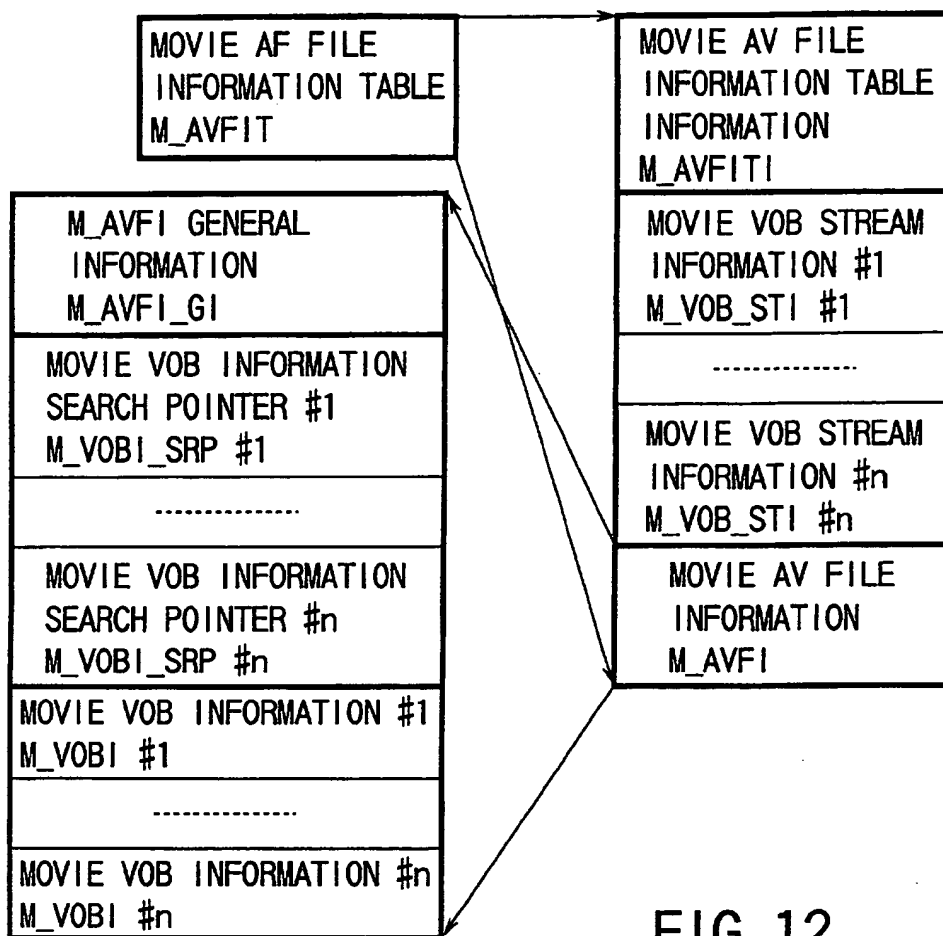 MOVIE AF FILE
INFORMATION TABLE
M_AVFIT
MOVIE AV FILE
INFORMATION TABLE
INFORMATION
M_AVFITI
MOVIE VOB STREAM
INFORMATION #1
M_VOB_STI #1
MOVIE VOB STREAM
INFORMATION #n
M_VOB_STI #n
MOVIE AV FILE
INFORMATION
M_AVFI
M_AVFI GENERAL
INFORMATION
M_AVFI_GI
MOVIE VOB INFORMATION
SEARCH POINTER #1
M_VOBI_SRP #1
MOVIE VOB INFORMATION
SEARCH POINTER #n
M_VOBI_SRP #n
MOVIE VOB INFORMATION #1
M_VOBI #1
MOVIE VOB INFORMATION #n
M_VOBI #n
FIG. 12